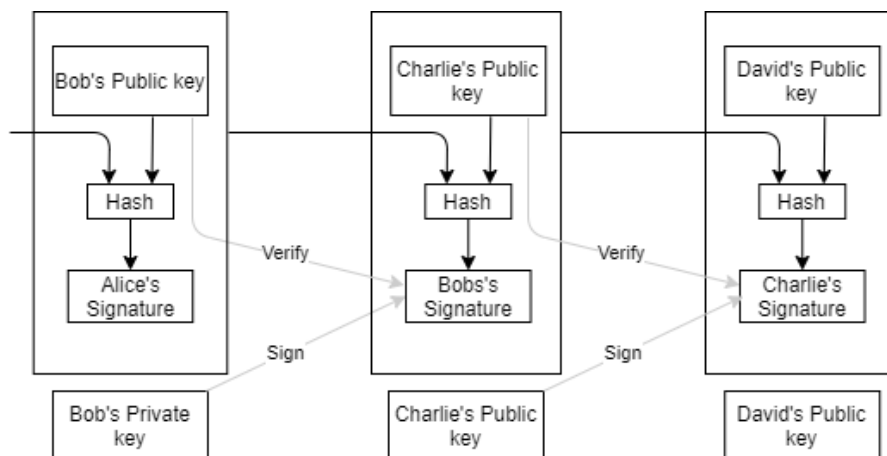 Bob's Public key
Charlie's Public
key
David's Public
key
Hash
Hash
Hash
Verify
Verify
Alice's
Signature
Bobs's
Signature
Charlie's
Signature
Sign
Sign
Bob's Private
key
Charlie's Public
key
David's Public
key